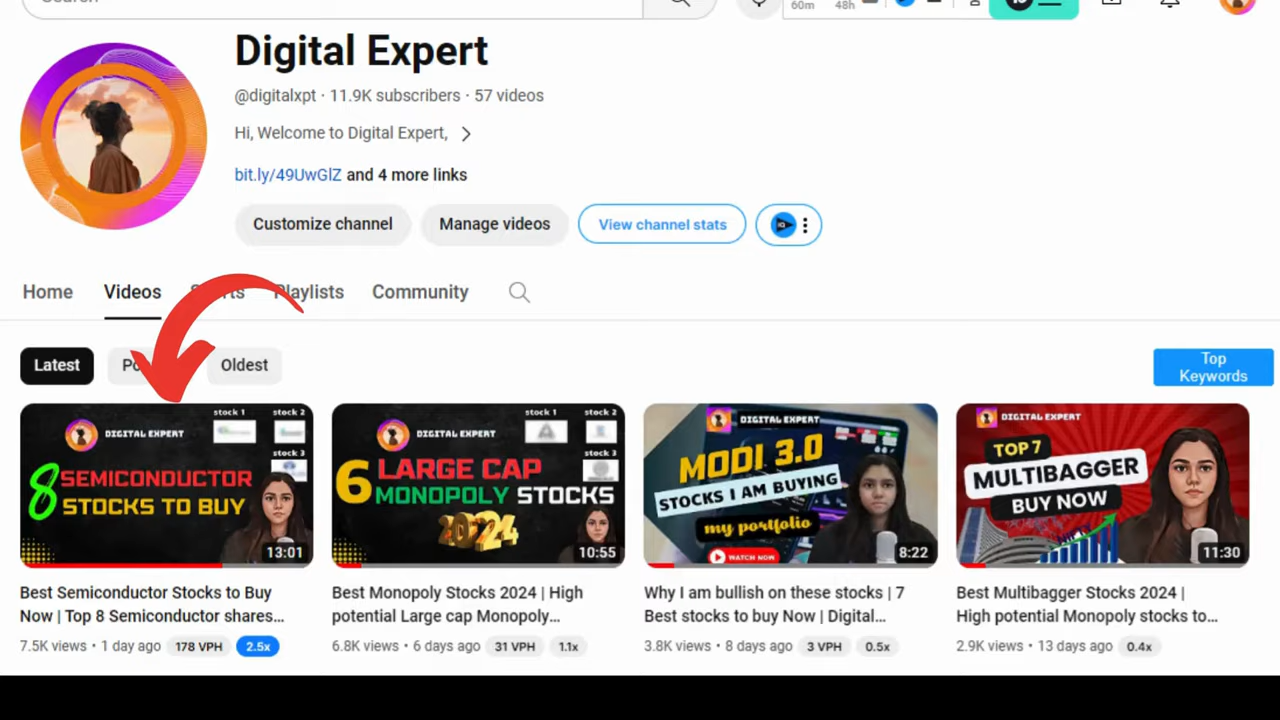 60m 48h
Digital Expert
@digitalxpt · 11.9K subscribers · 57 videos
Hi, Welcome to Digital Expert,
bit.ly/49UwGlZ and 4 more links
Customize channel Manage videos View channel stats
Home Videos Shorts Playlists Community
Latest Oldest
Top
Keywords
DIGITAL EXPERT
stock 1 stock 2
stock 3
8 SEMICONDUCTOR
STOCKS TO BUY
13:01
DIGITAL EXPERT
stock 1 stock 2
stock 3
6 LARGE CAP
MONOPOLY STOCKS
2024
10:55
DIGITAL EXPERT
MODI 3.0
STOCKS I AM BUYING
my portfolio
WATCH NOW
8:22
DIGITAL EXPERT
TOP 7
MULTIBAGGER
BUY NOW
11:30
Best Semiconductor Stocks to Buy
Now | Top 8 Semiconductor shares...
7.5K views · 1 day ago 178 VPH 2.5x
Best Monopoly Stocks 2024 | High
potential Large cap Monopoly...
6.8K views · 6 days ago 31 VPH 1.1x
Why I am bullish on these stocks | 7
Best stocks to buy Now | Digital...
3.8K views · 8 days ago 3 VPH 0.5x
Best Multibagger Stocks 2024 |
High potential Monopoly stocks to...
2.9K views · 13 days ago 0.4x